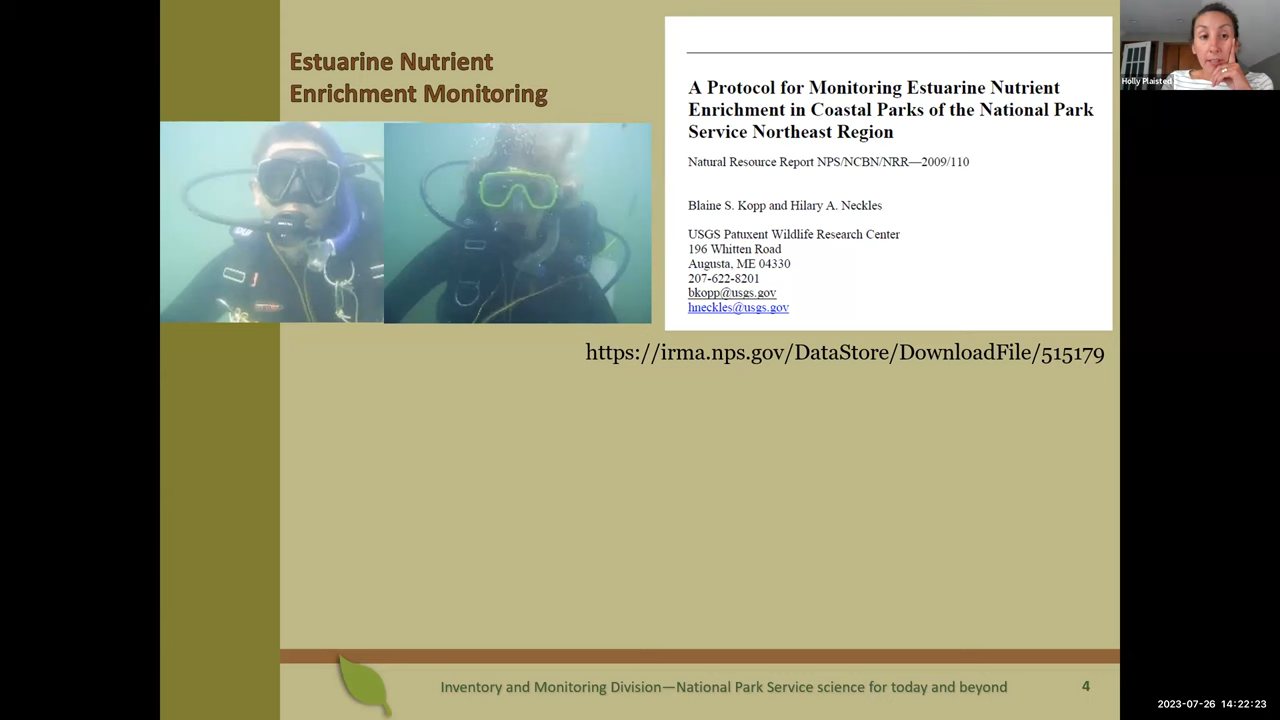 Estuarine Nutrient
Enrichment Monitoring
A Protocol for Monitoring Estuarine Nutrient
Enrichment in Coastal Parks of the National Park
Service Northeast Region
Natural Resource Report NPS/NCBN/NRR—2009/110
Blaine S. Kopp and Hilary A. Neckles
USGS Patuxent Wildlife Research Center
196 Whitten Road
Augusta, ME 04330
207-622-8201
bkopp@usgs.gov
hneckles@usgs.gov
https://irma.nps.gov/DataStore/DownloadFile/515179
Inventory and Monitoring Division—National Park Service science for today and beyond
4
Holly Plaisted
2023-07-26 14:22:23